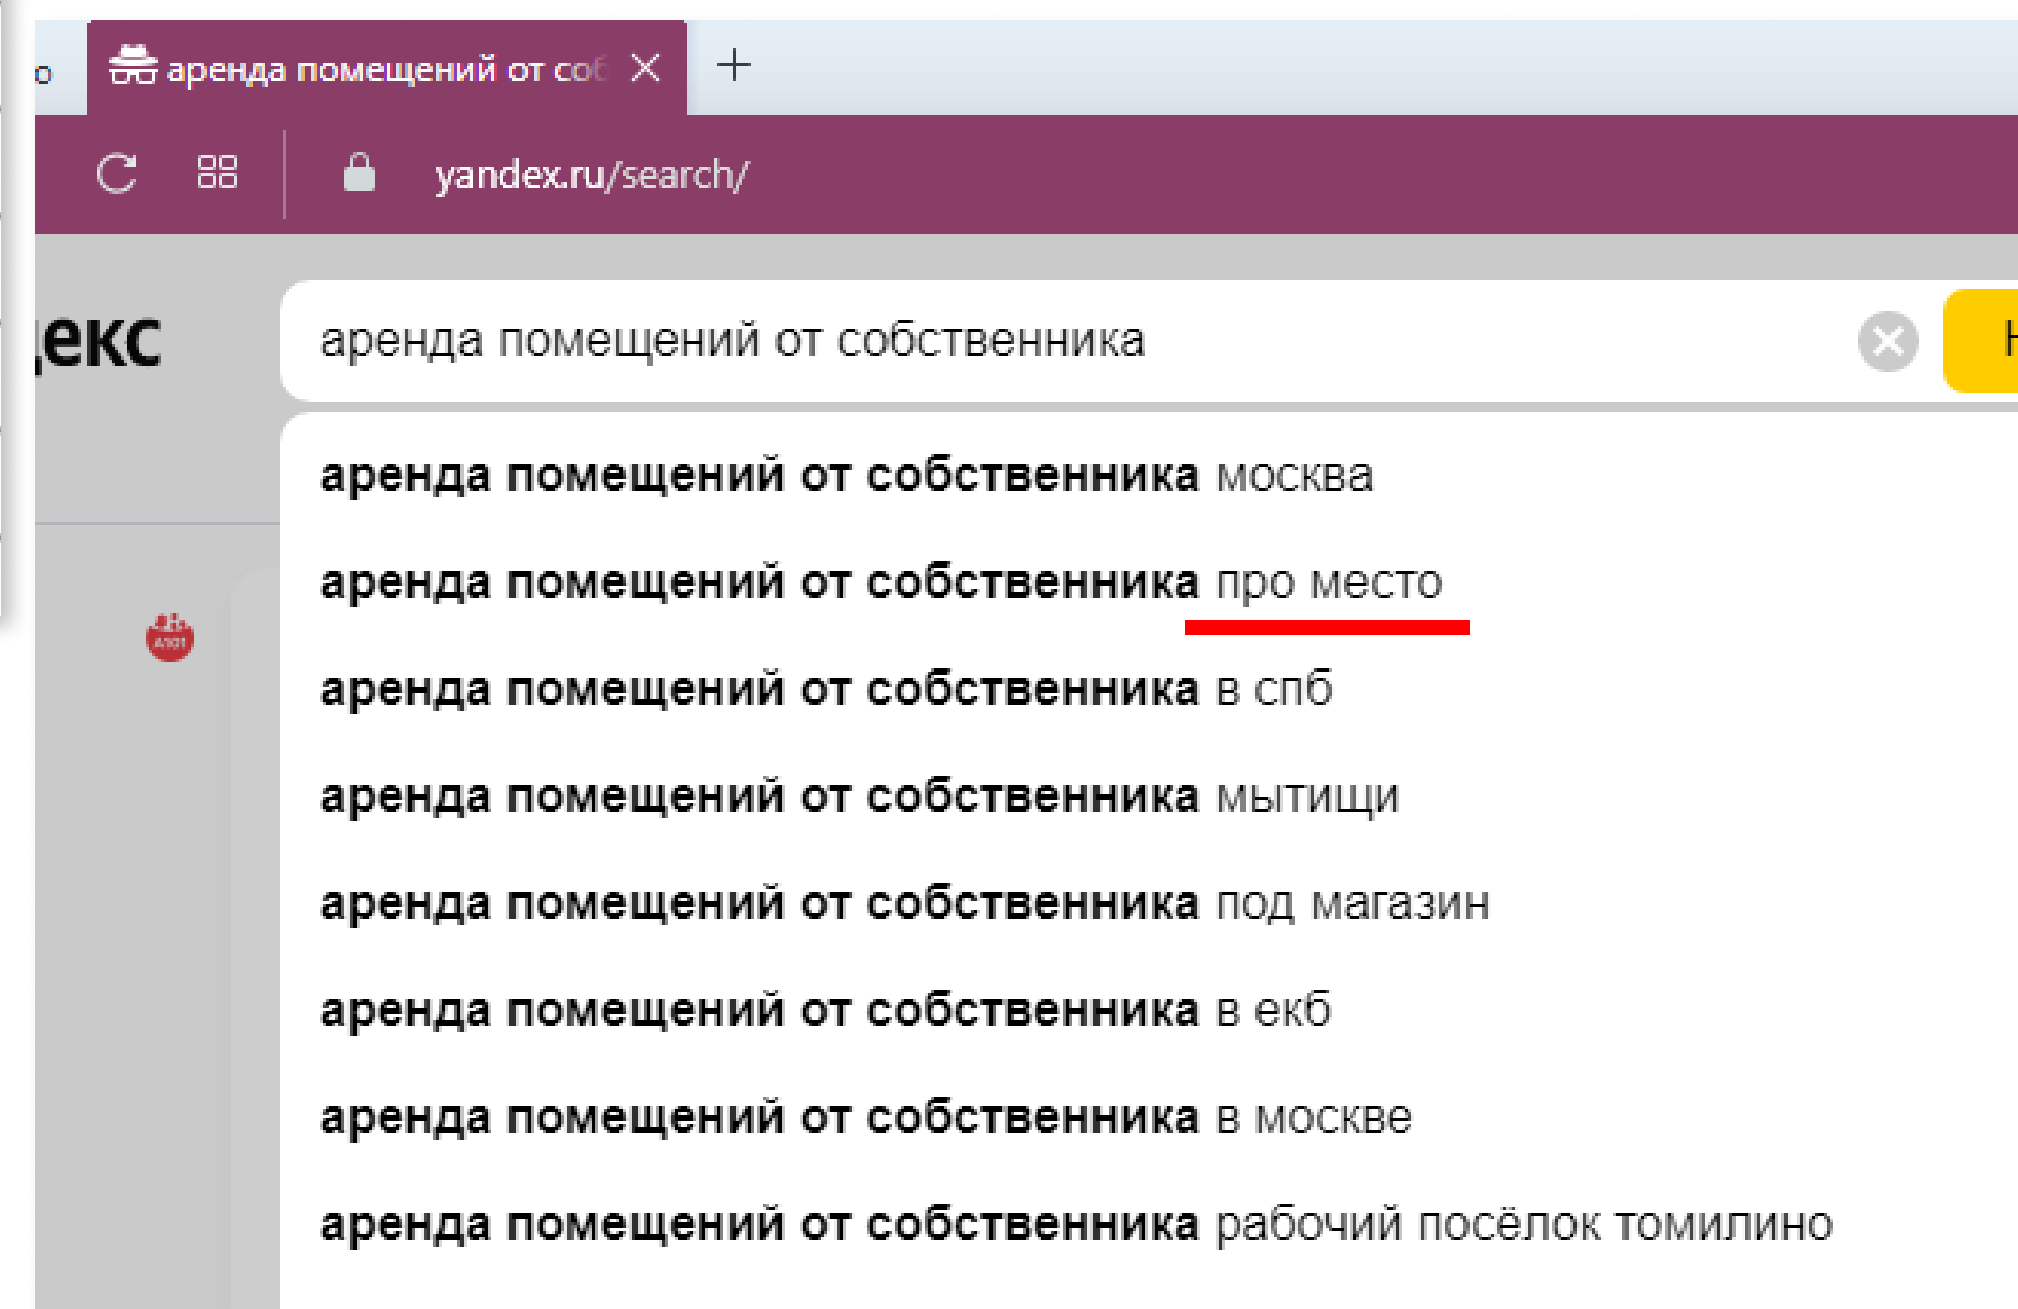 о
аренда помещений от соб
yandex.ru/search/
декс
аренда помещений от собственника
Н
аренда помещений от собственника москва
аренда помещений от собственника про место
аренда помещений от собственника в спб
аренда помещений от собственника мытищи
аренда помещений от собственника под магазин
аренда помещений от собственника в екб
аренда помещений от собственника в москве
аренда помещений от собственника рабочий посёлок томилино